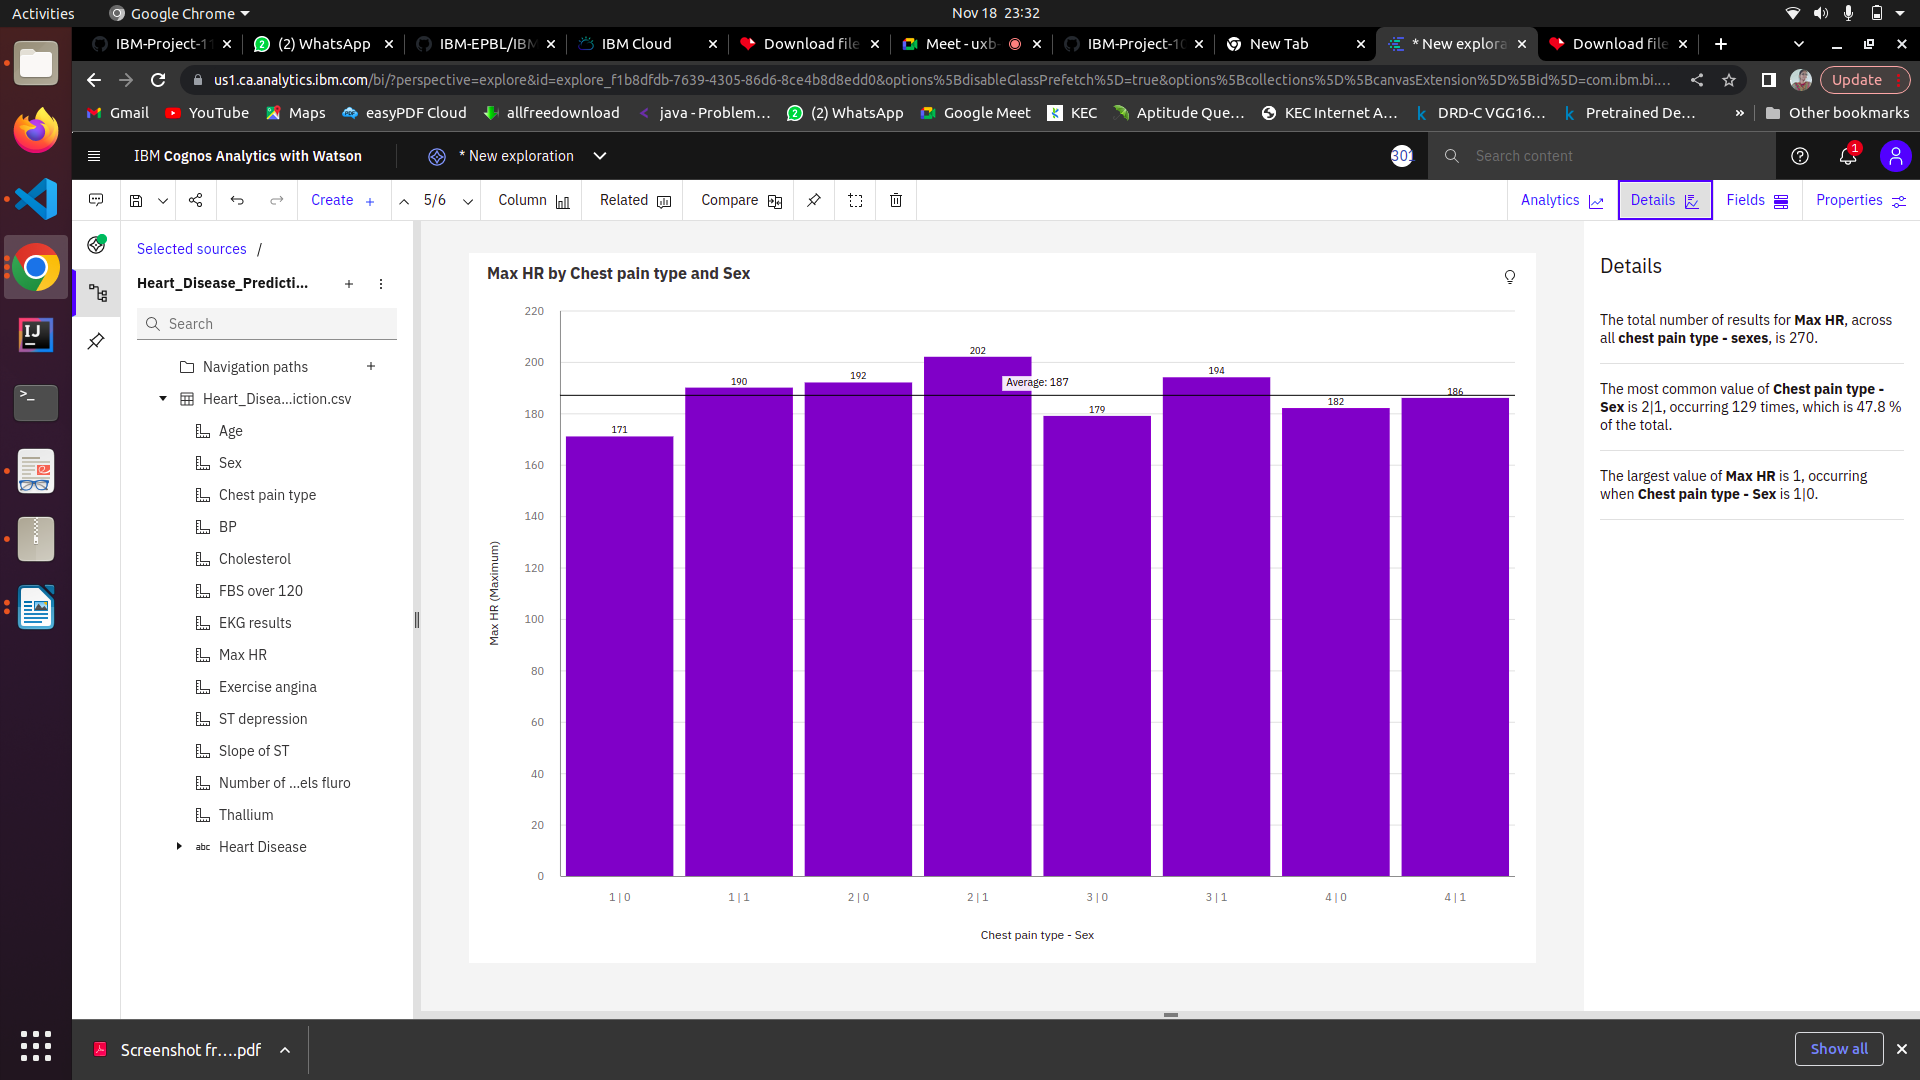 Activities
Google Chrome
Nov 18 23:32
IBM-Project-1
(2) WhatsApp
IBM-EPBL/IBM
IBM Cloud
Download file
Meet - uxb-
IBM-Project-10
New Tab
* New explora
Download file
us1.ca.analytics.ibm.com/bi/?perspective=explore&id=explore_f1b8dfdb-7639-4305-86d6-8ce4b8d8edd0&options%5BdisableGlassPrefetch%5D=true&options%5Bcollections%5D%5BcanvasExtension%5D%5Bid%5D=com.ibm.bi....
Update
Gmail
YouTube
Maps
easyPDF Cloud
allfreedownload
java - Problem...
(2) WhatsApp
Google Meet
KEC
Aptitude Que...
KEC Internet A...
DRD-C VGG16...
Pretrained De...
»
Other bookmarks
IBM Cognos Analytics with Watson
* New exploration
301
Search content
1
Create +
5/6
Column
Related
Compare
Analytics
Details
Fields
Properties
Selected sources /
Heart_Disease_Predicti...
Search
Navigation paths
Heart_Disea...iction.csv
Age
Sex
Chest pain type
BP
Cholesterol
FBS over 120
EKG results
Max HR
Exercise angina
ST depression
Slope of ST
Number of ...els fluro
Thallium
abc Heart Disease
Max HR by Chest pain type and Sex
Max HR (Maximum)
220
200
180
160
140
120
100
80
60
40
20
0
171
190
192
202
179
194
182
186
Average: 187
1 | 0
1 | 1
2 | 0
2 | 1
3 | 0
3 | 1
4 | 0
4 | 1
Chest pain type - Sex
Details
The total number of results for Max HR, across
all chest pain type - sexes, is 270.
The most common value of Chest pain type -
Sex is 2|1, occurring 129 times, which is 47.8 %
of the total.
The largest value of Max HR is 1, occurring
when Chest pain type - Sex is 1|0.
Screenshot fr....pdf
Show all